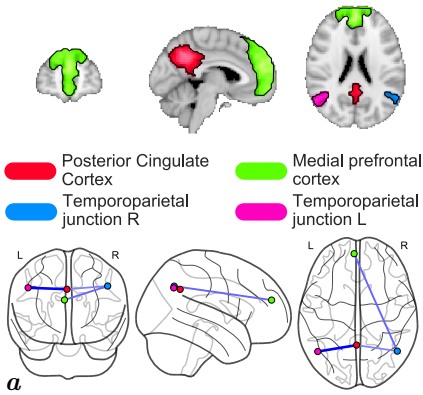 Posterior Cingulate
Cortex
Medial prefrontal
cortex
Temporoparietal
junction R
Temporoparietal
junction L
L R
L R
a